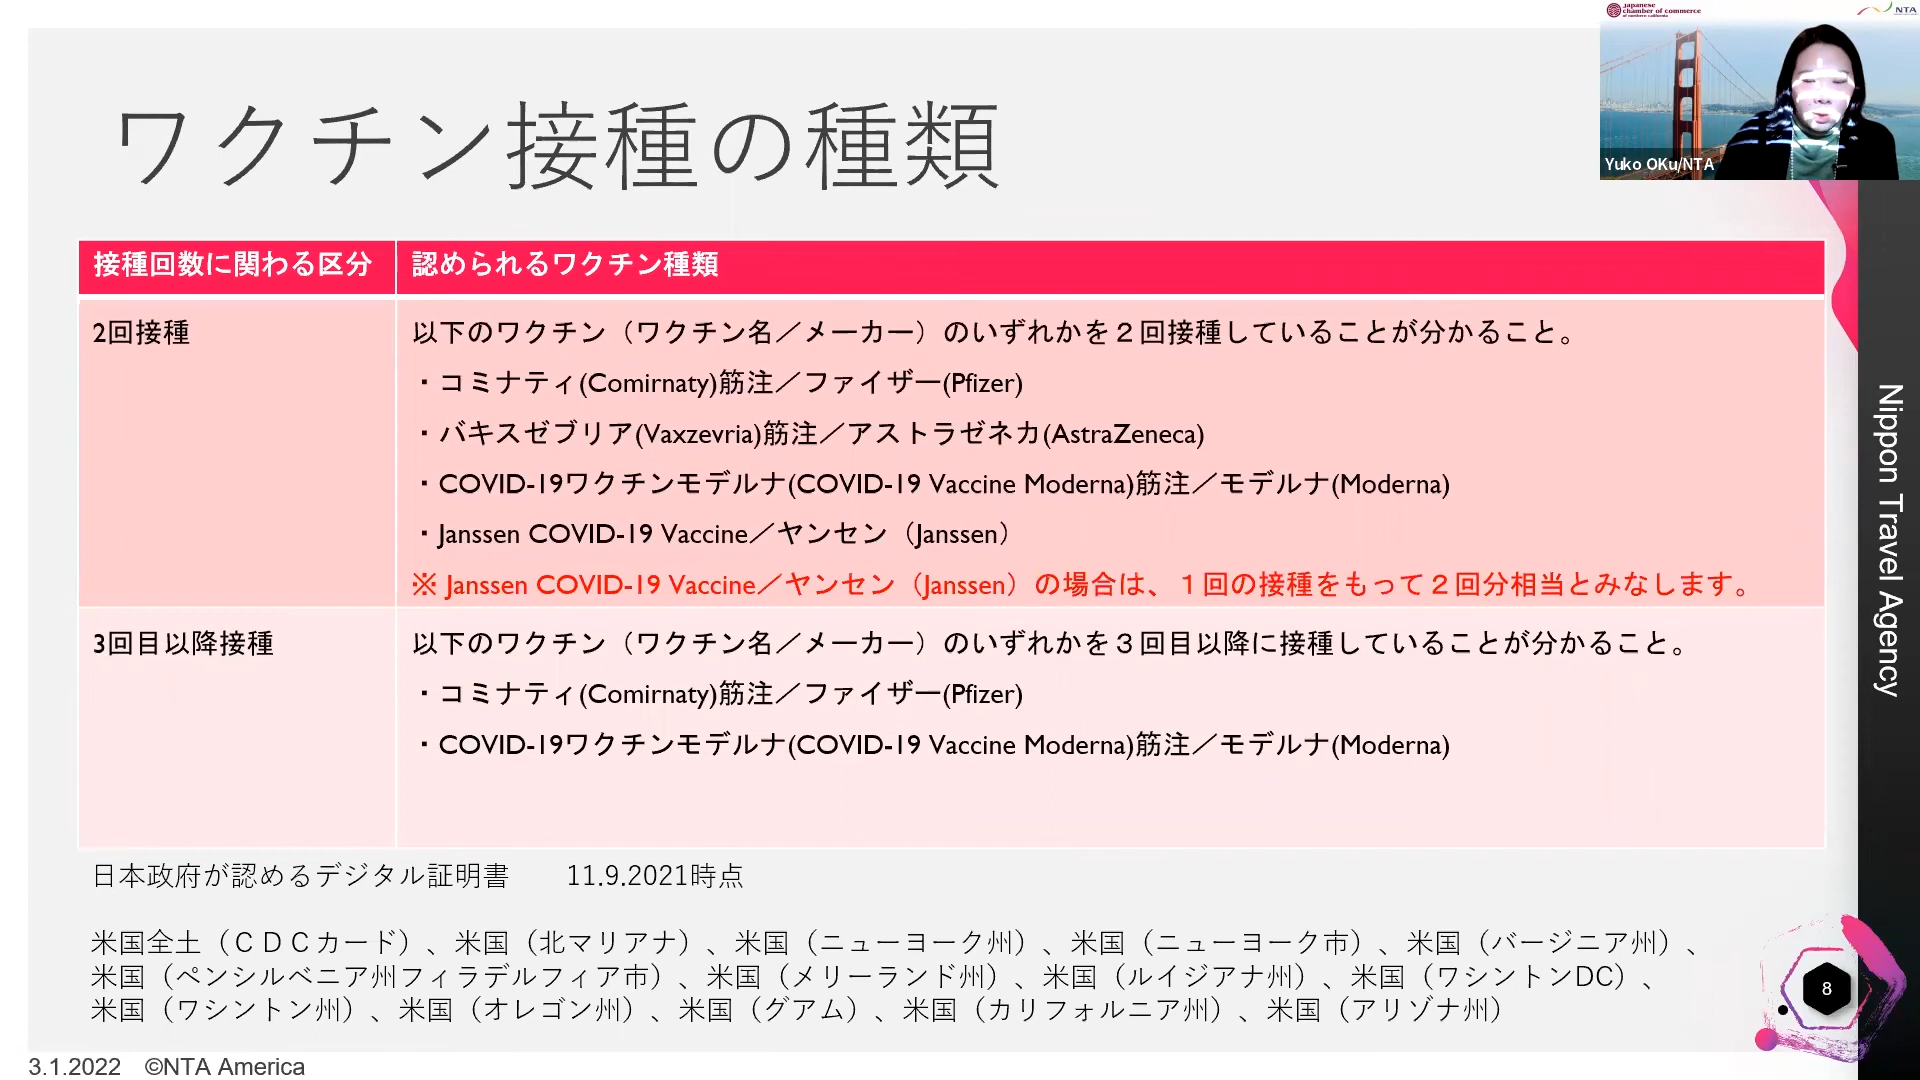 japanese
chamber of commerce
of northern california
NTA
Yuko OKu/NTA
ワクチン接種の種類
接種回数に関わる区分
認められるワクチン種類
2回接種
以下のワクチン（ワクチン名／メーカー）のいずれかを２回接種していることが分かること。
・コミナティ(Comirnaty)筋注／ファイザー(Pfizer)
・バキスゼブリア(Vaxzevria)筋注／アストラゼネカ(AstraZeneca)
・COVID-19ワクチンモデルナ(COVID-19 Vaccine Moderna)筋注／モデルナ(Moderna)
・Janssen COVID-19 Vaccine／ヤンセン（Janssen）
※ Janssen COVID-19 Vaccine／ヤンセン（Janssen）の場合は、１回の接種をもって２回分相当とみなします。
3回目以降接種
以下のワクチン（ワクチン名／メーカー）のいずれかを３回目以降に接種していることが分かること。
・コミナティ(Comirnaty)筋注／ファイザー(Pfizer)
・COVID-19ワクチンモデルナ(COVID-19 Vaccine Moderna)筋注／モデルナ(Moderna)
日本政府が認めるデジタル証明書　　11.9.2021時点
米国全土（ＣＤＣカード）、米国（北マリアナ）、米国（ニューヨーク州）、米国（ニューヨーク市）、米国（バージニア州）、
米国（ペンシルベニア州フィラデルフィア市）、米国（メリーランド州）、米国（ルイジアナ州）、米国（ワシントンDC）、
米国（ワシントン州）、米国（オレゴン州）、米国（グアム）、米国（カリフォルニア州）、米国（アリゾナ州）
Nippon Travel Agency
8
3.1.2022 ©NTA America